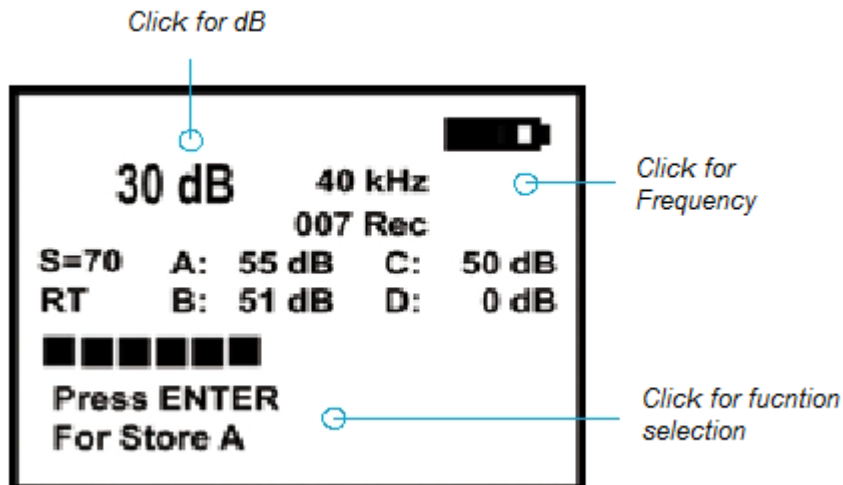 Click for dB
30 dB 40 kHz
007 Rec
Click for
Frequency
S=70 A: 55 dB C: 50 dB
RT B: 51 dB D: 0 dB
Press ENTER
For Store A
Click for fucntion
selection